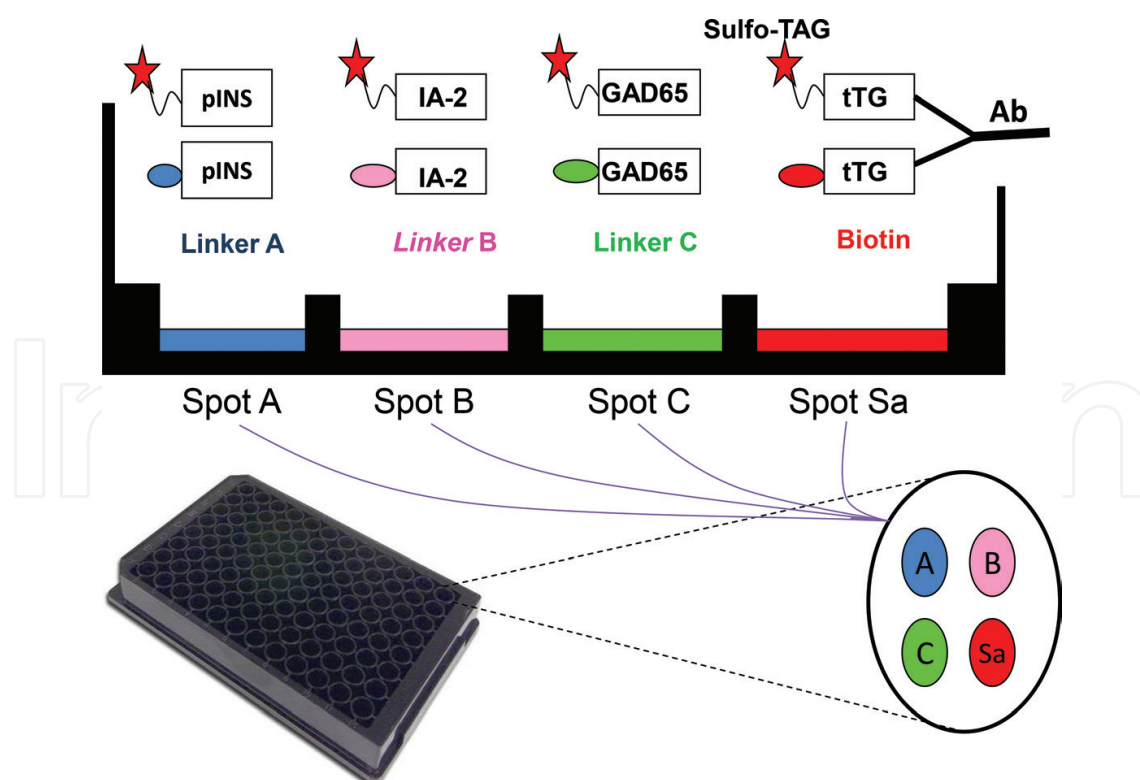 Sulfo-TAG
pINS IA-2 GAD65 tTG Ab
pINS IA-2 GAD65 tTG
Linker A Linker B Linker C Biotin
Spot A Spot B Spot C Spot Sa
A B
C Sa